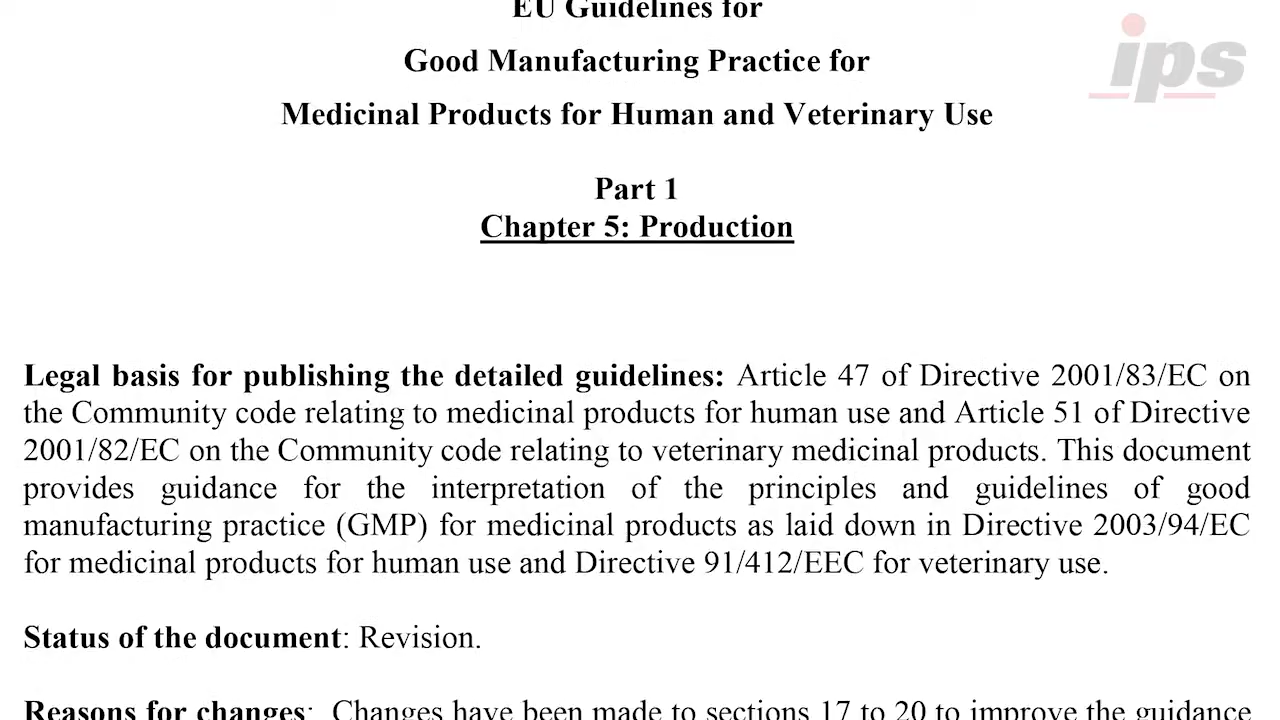 EU Guidelines for
Good Manufacturing Practice for
Medicinal Products for Human and Veterinary Use
ips
Part 1
Chapter 5: Production
Legal basis for publishing the detailed guidelines: Article 47 of Directive 2001/83/EC on
the Community code relating to medicinal products for human use and Article 51 of Directive
2001/82/EC on the Community code relating to veterinary medicinal products. This document
provides guidance for the interpretation of the principles and guidelines of good
manufacturing practice (GMP) for medicinal products as laid down in Directive 2003/94/EC
for medicinal products for human use and Directive 91/412/EEC for veterinary use.
Status of the document: Revision.
Reasons for changes: Changes have been made to sections 17 to 20 to improve the guidance